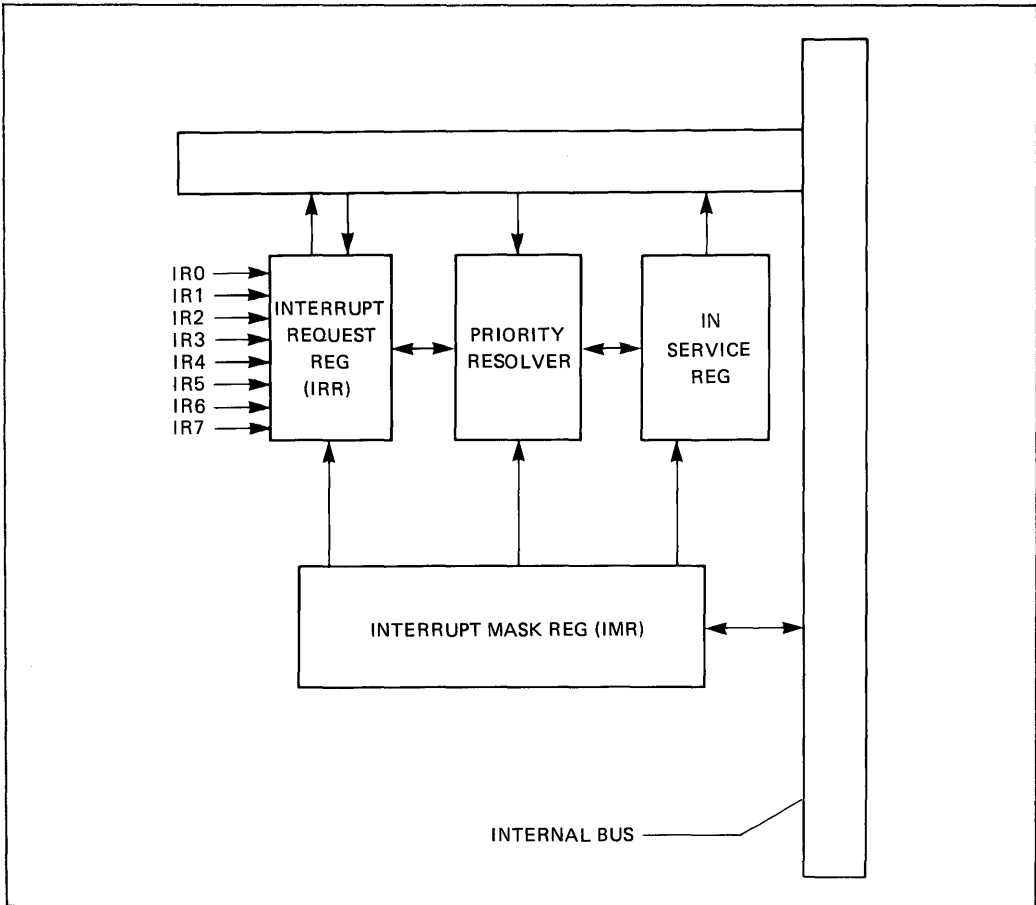 IR0
IR1
IR2
IR3
IR4
IR5
IR6
IR7
INTERRUPT
REQUEST
REG
(IRR)
PRIORITY
RESOLVER
IN
SERVICE
REG
INTERRUPT MASK REG (IMR)
INTERNAL BUS